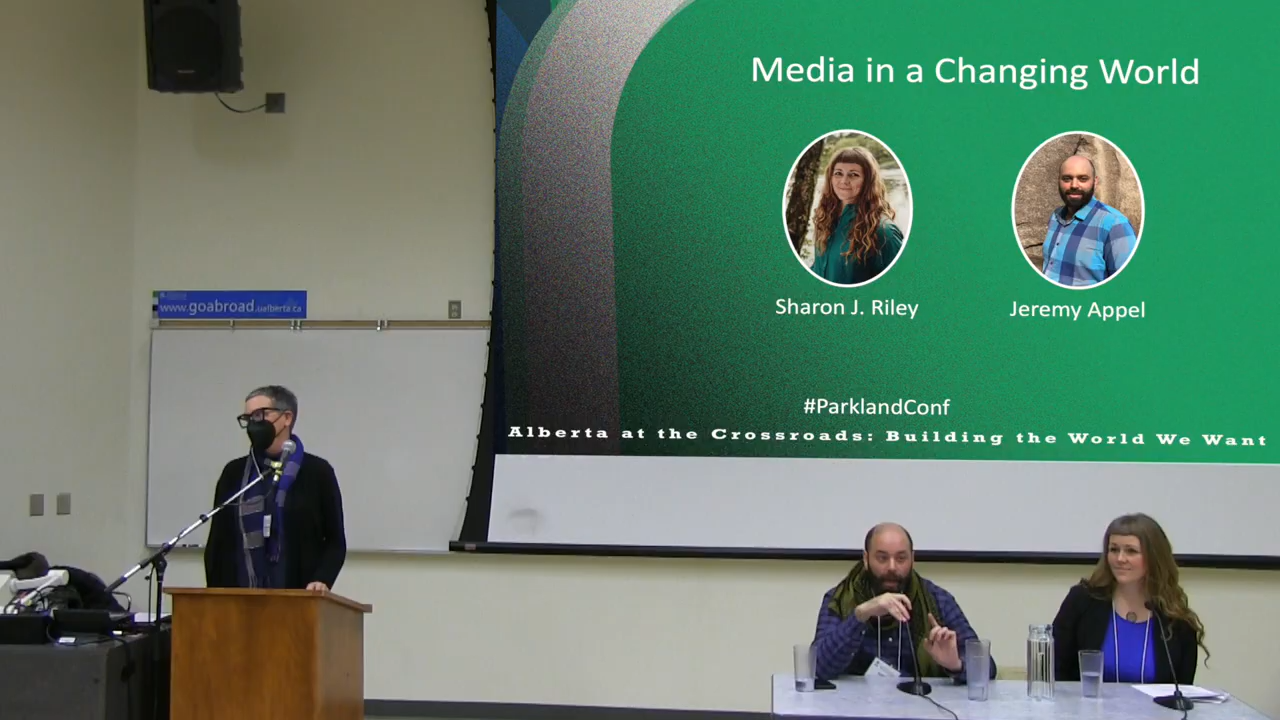 Media in a Changing World
Sharon J. Riley
Jeremy Appel
#ParklandConf
Alberta at the Crossroads: Building the World We Want
www.goabroad.ualberta.ca